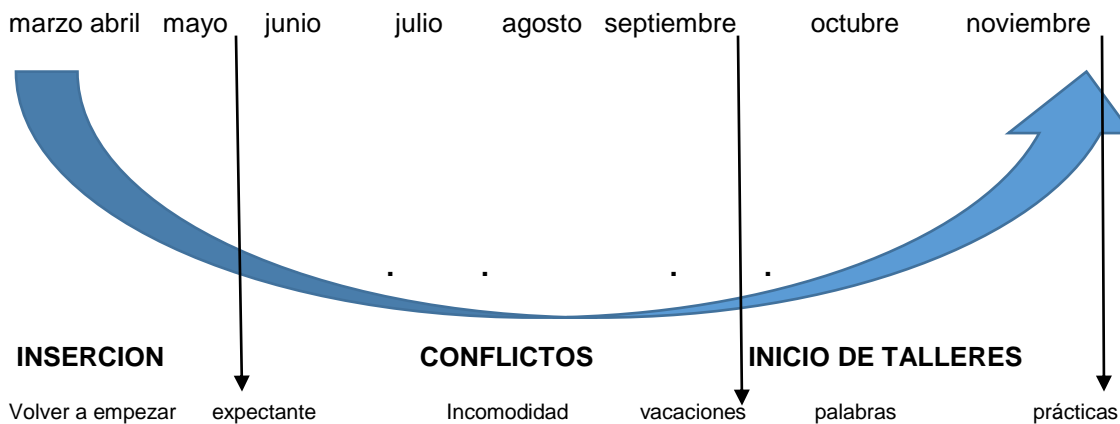 marzo abril mayo junio julio agosto septiembre octubre noviembre
. . . .
INSERCION CONFLICTOS INICIO DE TALLERES
Volver a empezar expectante Incomodidad vacaciones palabras prácticas